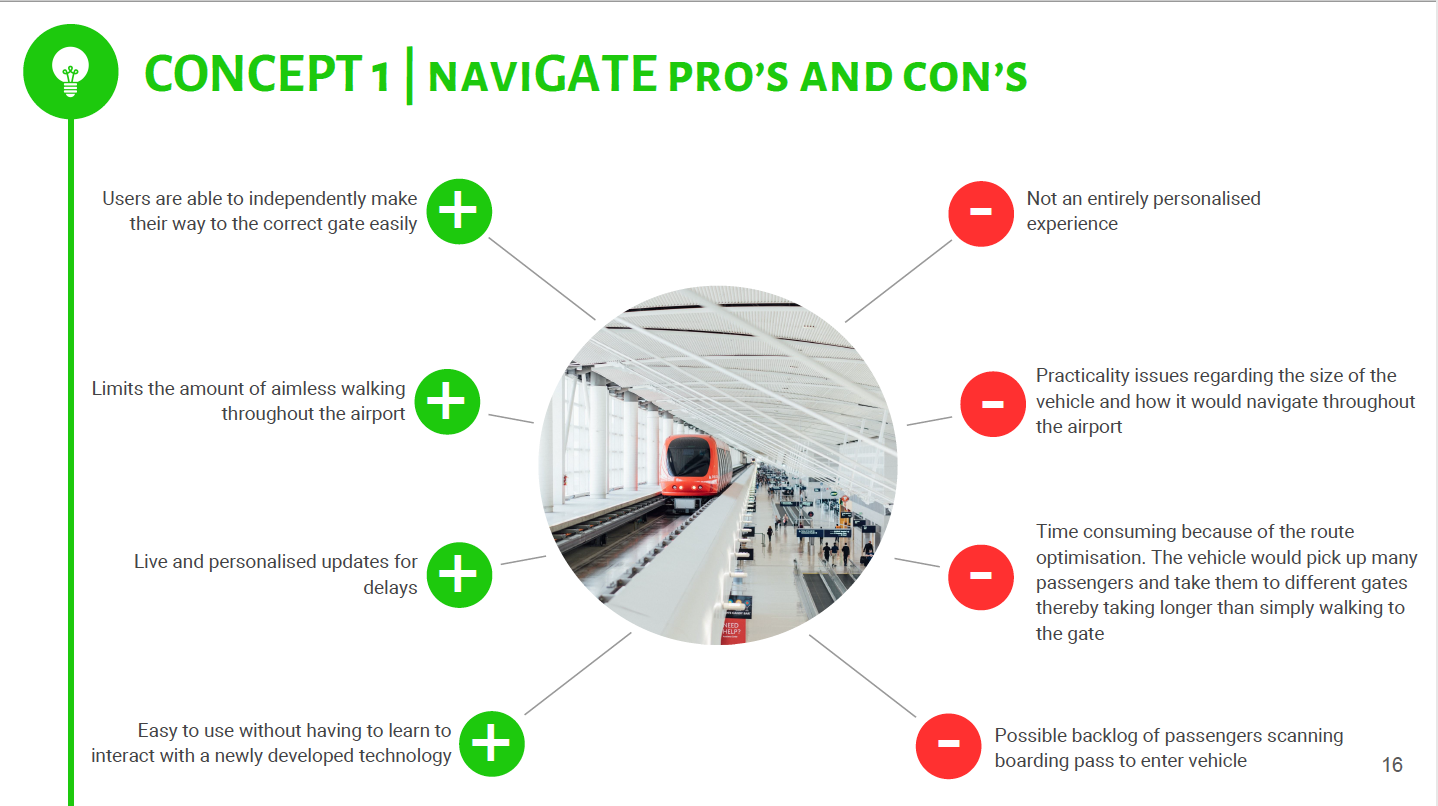 CONCEPT 1 | NAVIGATE PRO'S AND CON'S
Users are able to independently make
their way to the correct gate easily
Limits the amount of aimless walking
throughout the airport
Live and personalised updates for
delays
Easy to use without having to learn to
interact with a newly developed technology
Not an entirely personalised
experience
Practicality issues regarding the size of the
vehicle and how it would navigate throughout
the airport
Time consuming because of the route
optimisation. The vehicle would pick up many
passengers and take them to different gates
thereby taking longer than simply walking to
the gate
Possible backlog of passengers scanning
boarding pass to enter vehicle
NEED
HELP?
16